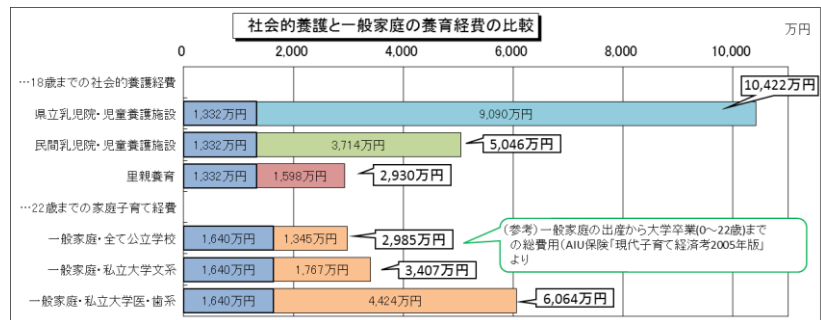 社会的養護と一般家庭の養育経費の比較
万円
0 2,000 4,000 6,000 8,000 10,000
…18歳までの社会的養護経費
10,422万円
県立乳児院・児童養護施設 1,332万円 9,090万円
民間乳児院・児童養護施設 1,332万円 3,714万円 5,046万円
里親養育 1,332万円 1,598万円 2,930万円
…22歳までの家庭子育て経費
一般家庭・全て公立学校 1,640万円 1,345万円 2,985万円
(参考)一般家庭の出産から大学卒業(0～22歳)まで
の総費用(AIU保険「現代子育て経済考2005年版」
より
一般家庭・私立大学文系 1,640万円 1,767万円 3,407万円
一般家庭・私立大学医・歯系 1,640万円 4,424万円 6,064万円